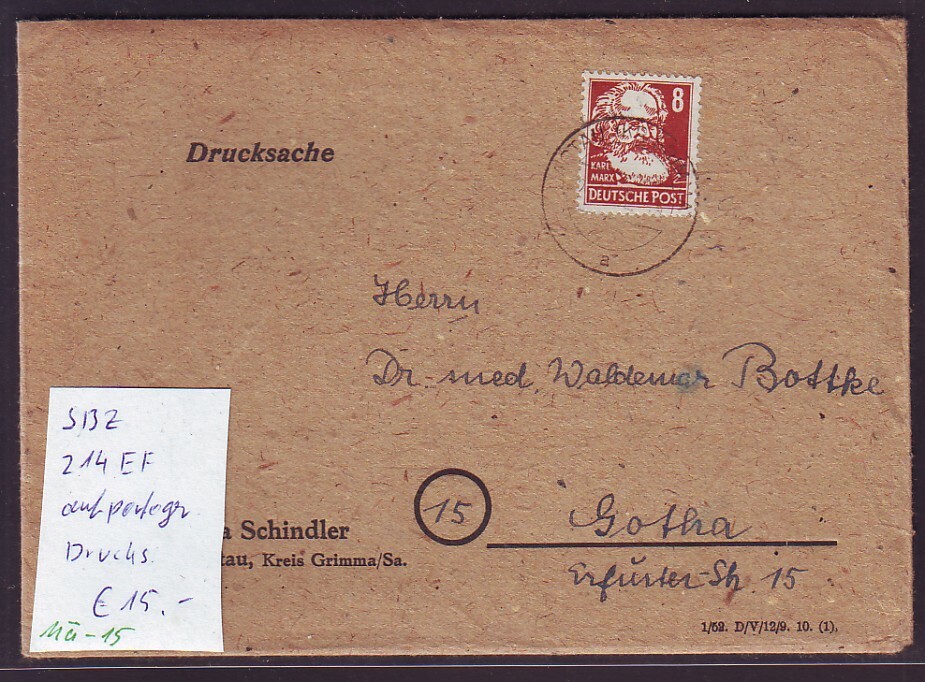 Drucksache
8
KARL
MARX
DEUTSCHE POST
a
Herrn
Dr. med. Waldemar Bottke
15
Gotha
Erfurter Str. 15
a Schindler
tau, Kreis Grimma/Sa.
1/52. D/V/12/9. 10. (1).
SBZ
214 EF
auf portogr.
Drucks.
€ 15.-
Mä-15